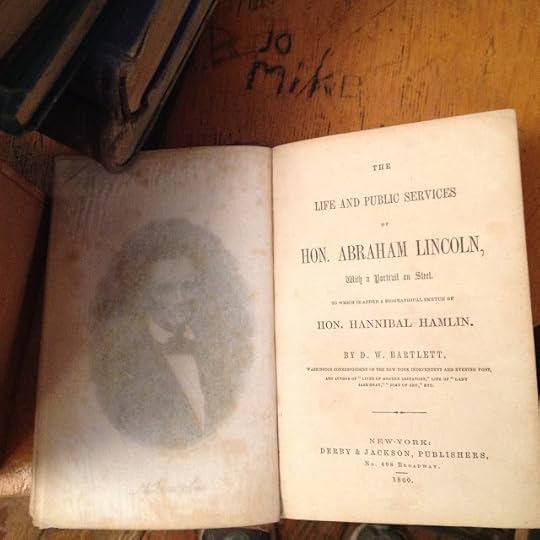 Jo
Mike
THE
LIFE AND PUBLIC SERVICES
OF
HON. ABRAHAM LINCOLN,
With a Portrait on Steel.
TO WHICH IS ADDED A BIOGRAPHICAL SKETCH OF
HON. HANNIBAL HAMLIN.
BY D. W. BARTLETT,
WASHINGTON CORRESPONDENT OF THE NEW-YORK INDEPENDENT AND EVENING POST,
AND AUTHOR OF "LIVES OF MODERN AGITATORS," LIFE OF "LADY
JANE GRAY," "JOAN OF ARC," ETC.
NEW-YORK:
DERBY & JACKSON, PUBLISHERS,
No. 498 Broadway.
1860.